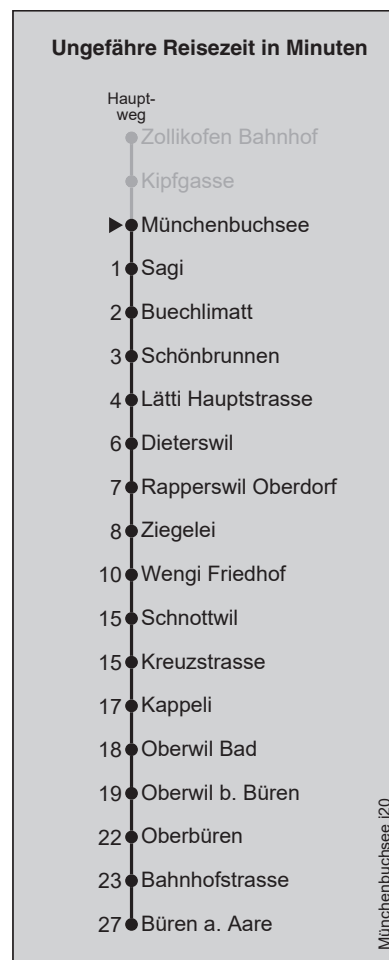 Ungefähre Reisezeit in Minuten
Haupt-
weg
Zollikofen Bahnhof
Kipfgasse
Münchenbuchsee
1 Sagi
2 Buechlimatt
3 Schönbrunnen
4 Lätti Hauptstrasse
6 Dieterswil
7 Rapperswil Oberdorf
8 Ziegelei
10 Wengi Friedhof
15 Schnottwil
15 Kreuzstrasse
17 Kappeli
18 Oberwil Bad
19 Oberwil b. Büren
22 Oberbüren
23 Bahnhofstrasse
27 Büren a. Aare
Münchenbuchsee i20